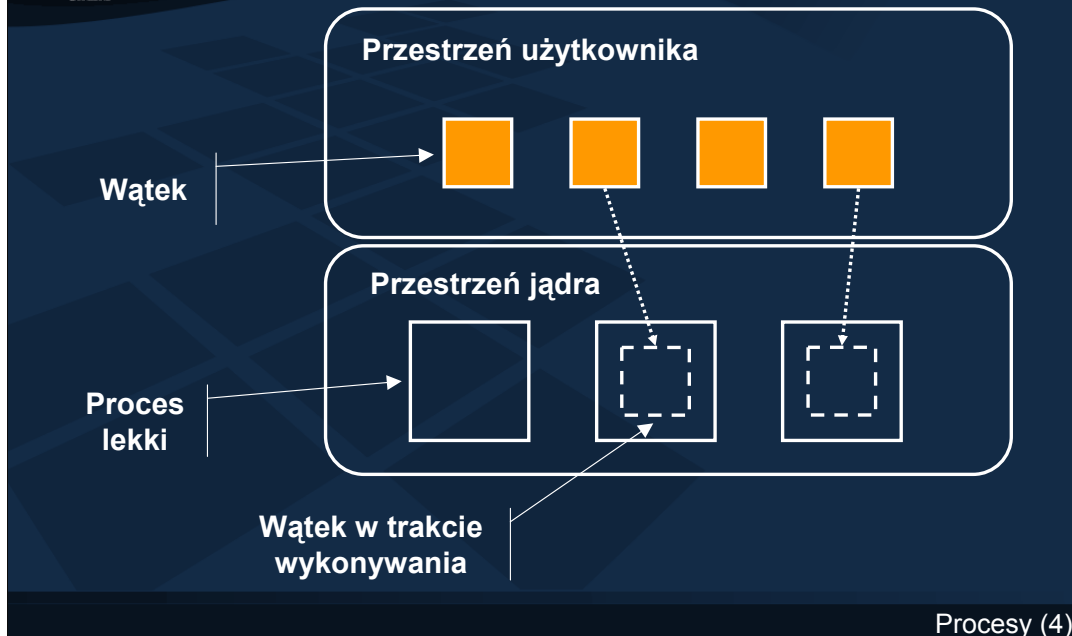 Przestrzeń użytkownika
Wątek
Przestrzeń jądra
Proces
lekki
Wątek w trakcie
wykonywania
Procesy (4)